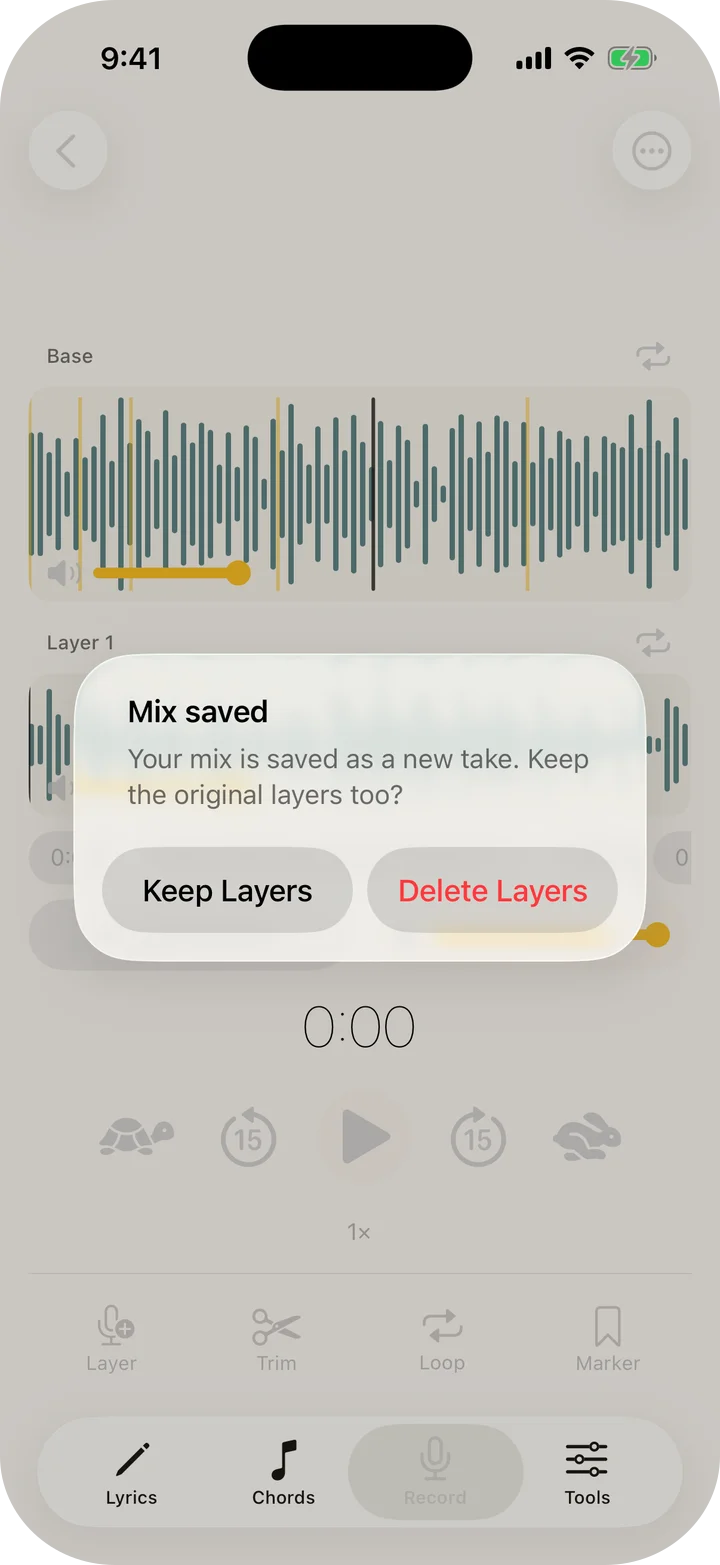 9:41
Base
Layer 1
Mix saved
Your mix is saved as a new take. Keep
the original layers too?
Keep Layers
Delete Layers
0:00
15
15
1×
Layer
Trim
Loop
Marker
Lyrics
Chords
Record
Tools